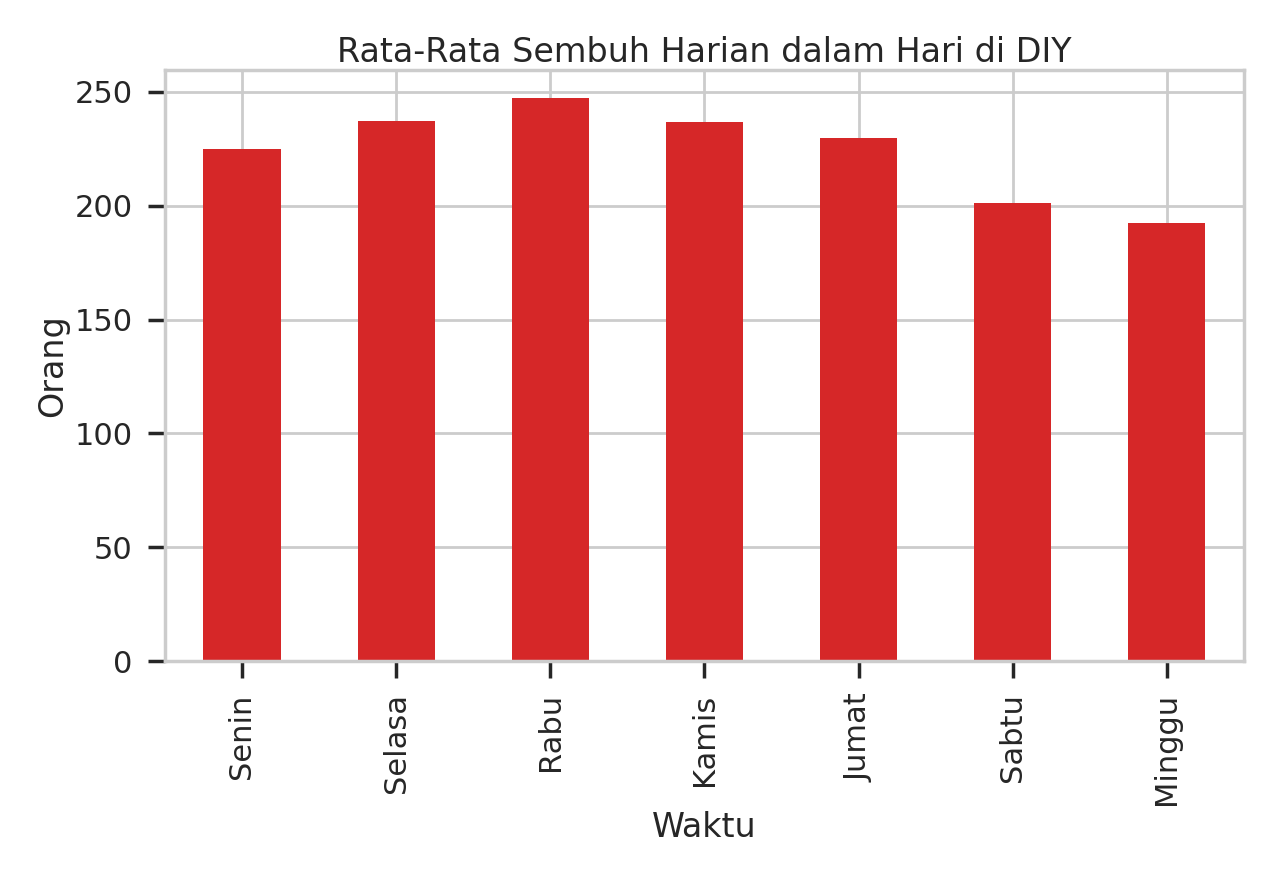 Rata-Rata Sembuh Harian dalam Hari di DIY
Orang
250
200
150
100
50
0
Senin
Selasa
Rabu
Kamis
Jumat
Sabtu
Minggu
Waktu